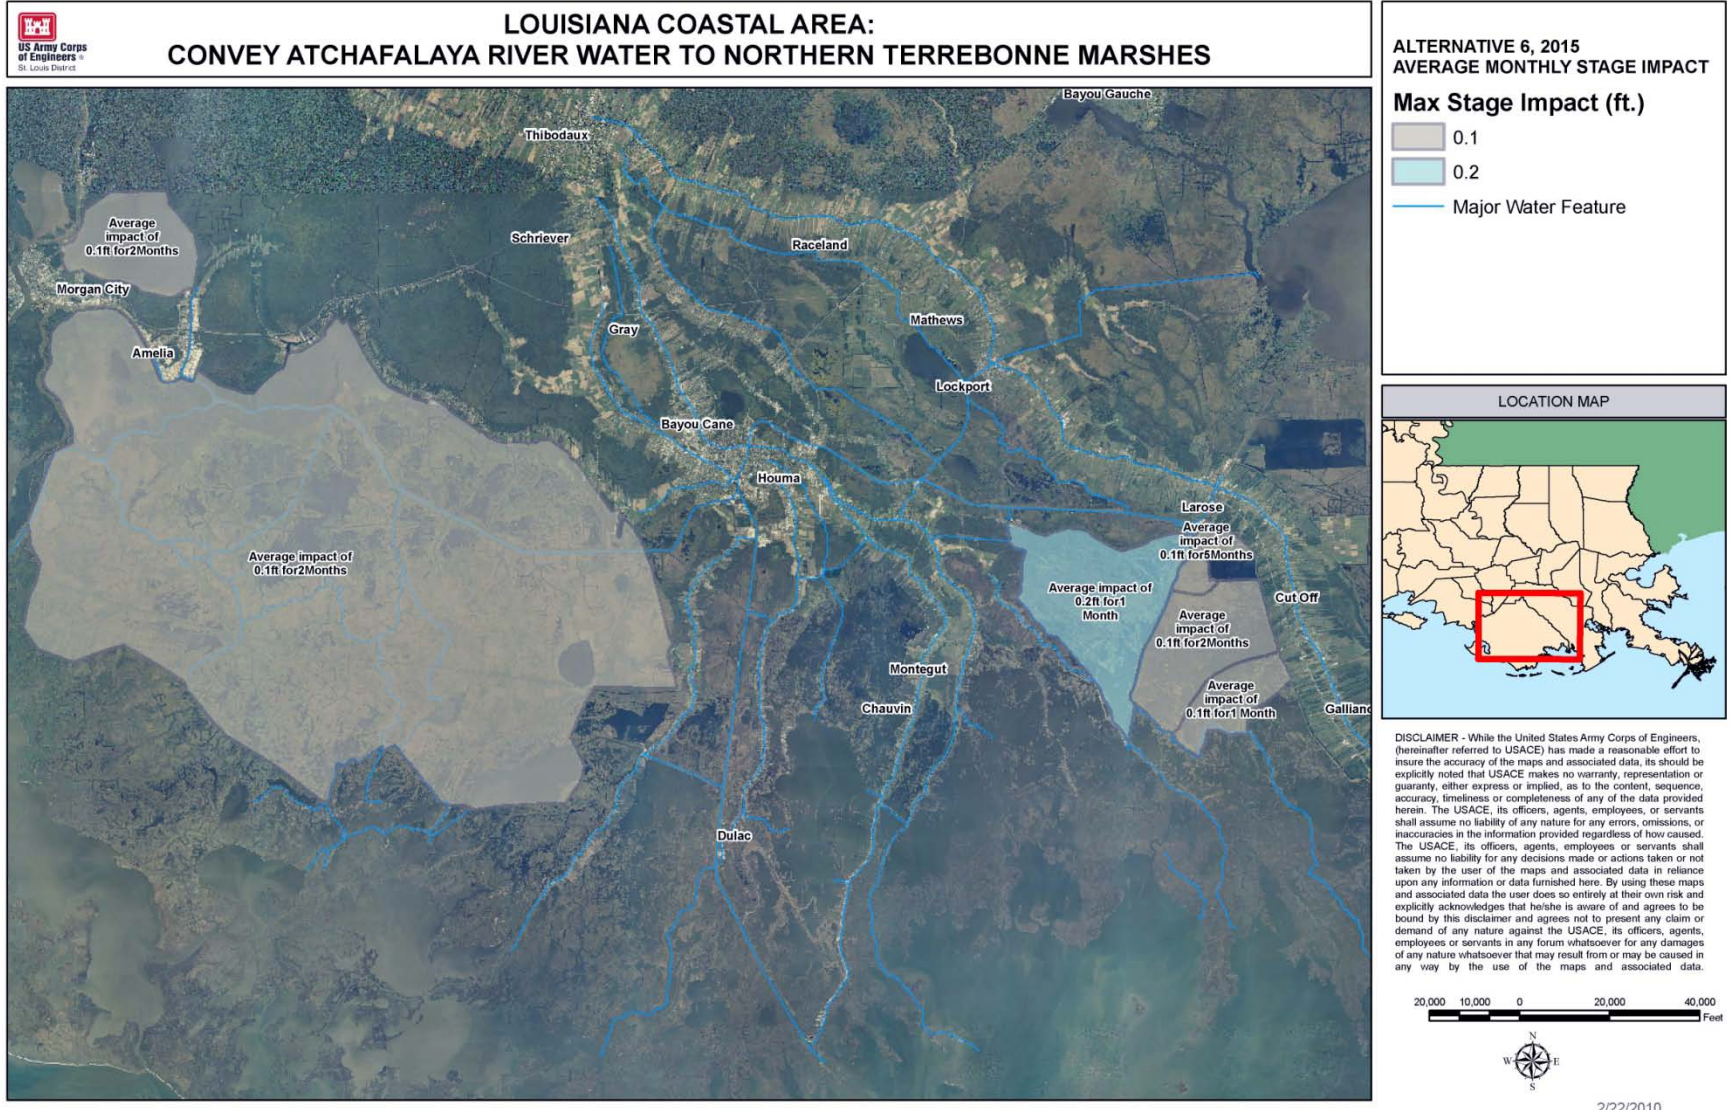 US Army Corps
of Engineers ®
St. Louis District
LOUISIANA COASTAL AREA:
CONVEY ATCHAFALAYA RIVER WATER TO NORTHERN TERREBONNE MARSHES
Bayou Gauche
Thibodaux
Average
impact of
0.1ft for2Months
Schriever
Raceland
Morgan City
Gray
Mathews
Amelia
Lockport
Bayou Cane
Houma
Larose
Average
impact of
0.1ft for5Months
Average impact of
0.1ft for2Months
Average impact of
0.2ft for1
Month
Cut Off
Average
impact of
0.1ft for2Months
Montegut
Average
impact of
0.1ft for1 Month
Chauvin
Galliano
Dulac
ALTERNATIVE 6, 2015
AVERAGE MONTHLY STAGE IMPACT
Max Stage Impact (ft.)
0.1
0.2
Major Water Feature
LOCATION MAP
DISCLAIMER - While the United States Army Corps of Engineers,
(hereinafter referred to USACE) has made a reasonable effort to
insure the accuracy of the maps and associated data, its should be
explicitly noted that USACE makes no warranty, representation or
guaranty, either express or implied, as to the content, sequence,
accuracy, timeliness or completeness of any of the data provided
herein. The USACE, its officers, agents, employees, or servants
shall assume no liability of any nature for any errors, omissions, or
inaccuracies in the information provided regardless of how caused.
The USACE, its officers, agents, employees or servants shall
assume no liability for any decisions made or actions taken or not
taken by the user of the maps and associated data in reliance
upon any information or data furnished here. By using these maps
and associated data the user does so entirely at their own risk and
explicitly acknowledges that he/she is aware of and agrees to be
bound by this disclaimer and agrees not to present any claim or
demand of any nature against the USACE, its officers, agents,
employees or servants in any forum whatsoever for any damages
of any nature whatsoever that may result from or may be caused in
any way by the use of the maps and associated data.
20,000 10,000 0 20,000 40,000
Feet
N
W E
S
2/22/2010